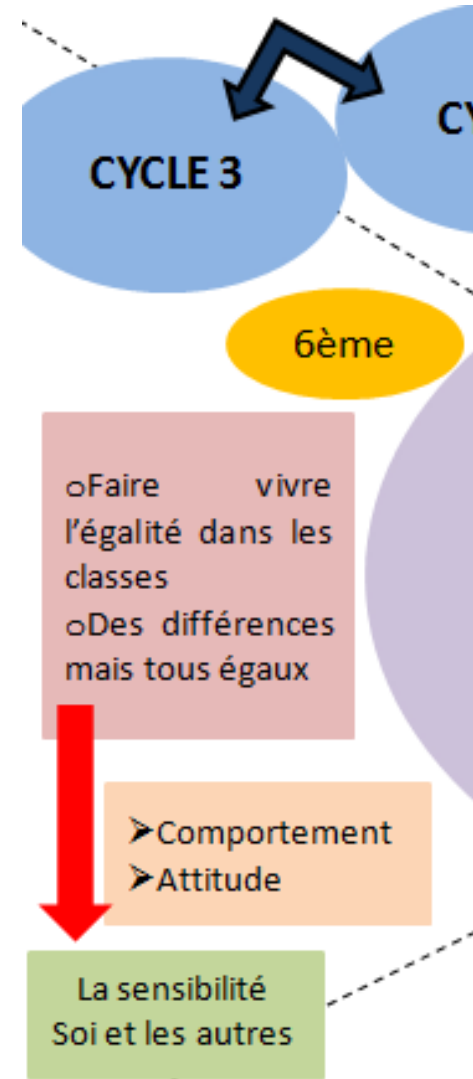 CYCLE 3
CY
6ème
oFaire vivre
l'égalité dans les
classes
oDes différences
mais tous égaux
➢Comportement
➢Attitude
La sensibilité
Soi et les autres